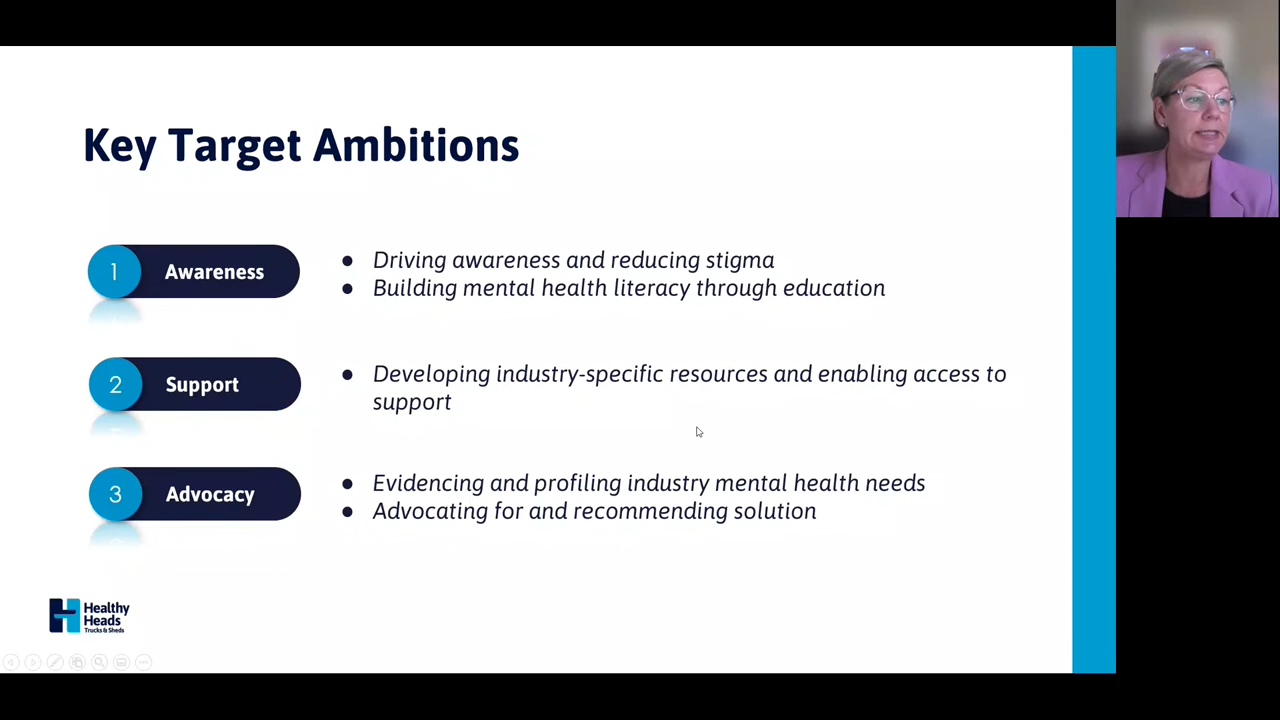 Key Target Ambitions
1 Awareness
● Driving awareness and reducing stigma
● Building mental health literacy through education
2 Support
● Developing industry-specific resources and enabling access to
support
3 Advocacy
● Evidencing and profiling industry mental health needs
● Advocating for and recommending solution
Healthy
Heads
Trucks & Sheds